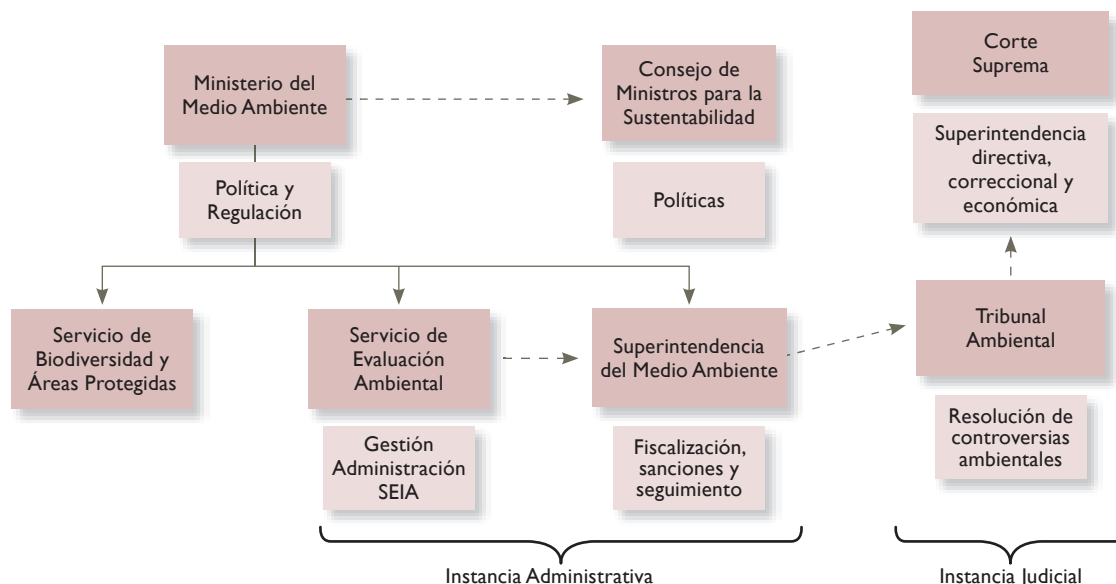 Ministerio del
Medio Ambiente
Consejo de
Ministros para la
Sustentabilidad
Corte
Suprema
Política y
Regulación
Políticas
Superintendencia
directiva,
correccional y
económica
Servicio de
Biodiversidad y
Áreas Protegidas
Servicio de
Evaluación
Ambiental
Superintendencia
del Medio Ambiente
Tribunal
Ambiental
Gestión
Administración
SEIA
Fiscalización,
sanciones y
seguimiento
Resolución de
controversias
ambientales
Instancia Administrativa
Instancia Judicial